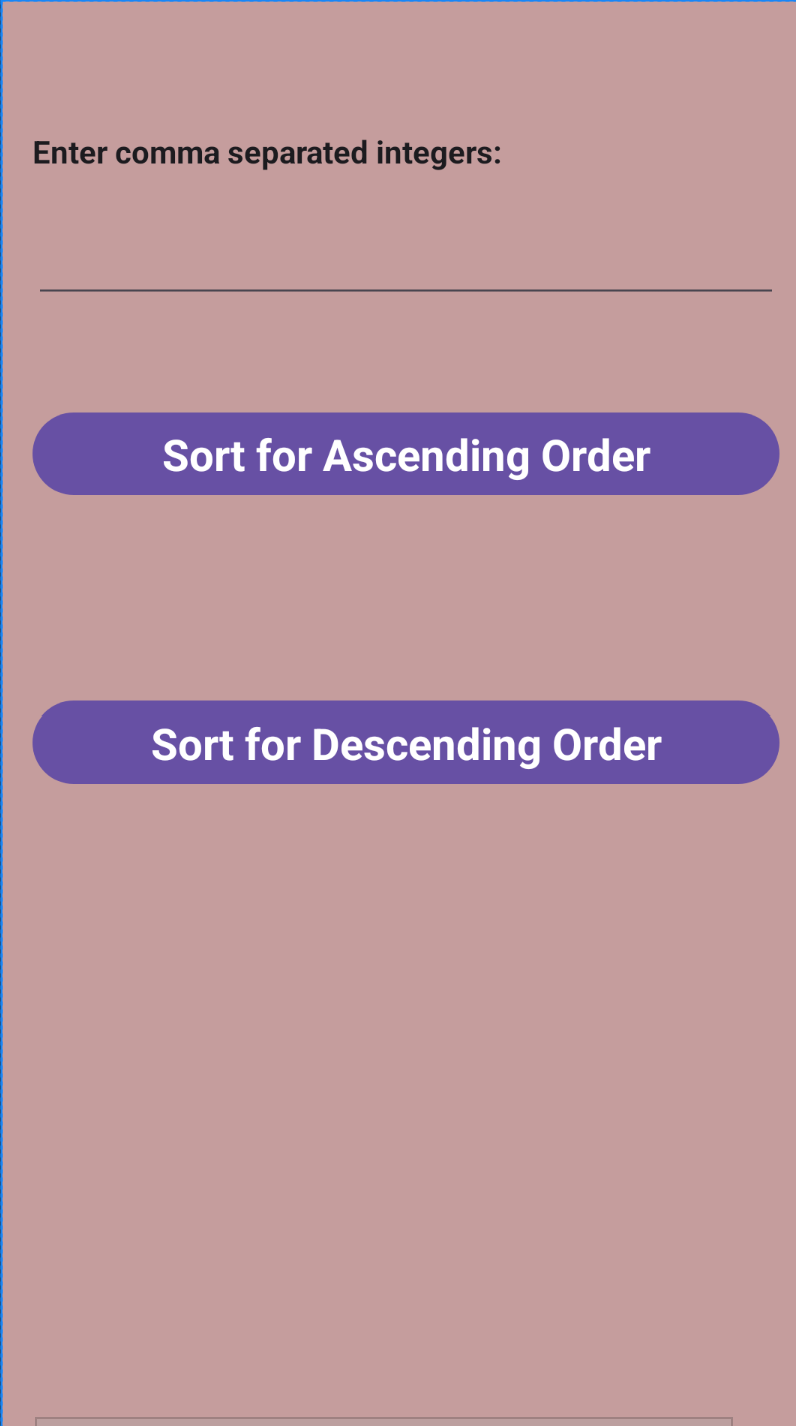 Enter comma separated integers:
Sort for Ascending Order
Sort for Descending Order